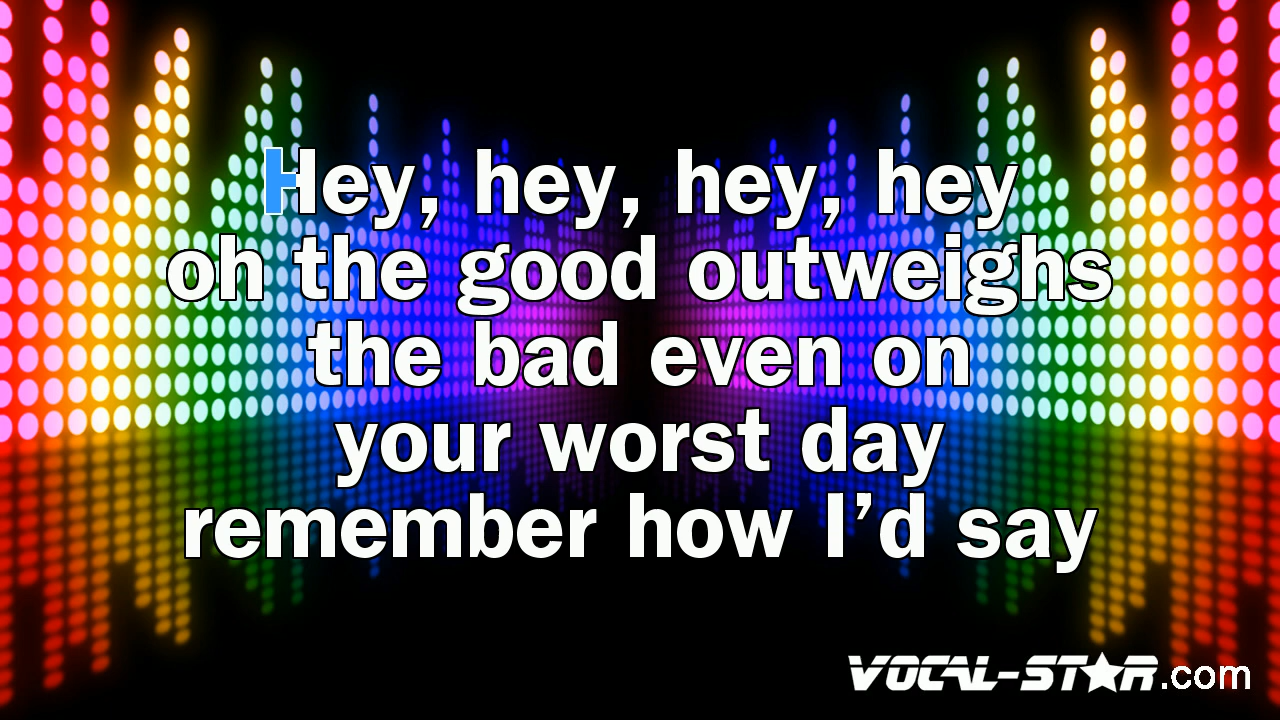 Hey, hey, hey, hey
oh the good outweighs
the bad even on
your worst day
remember how I’d say
VOCAL-STAR.com